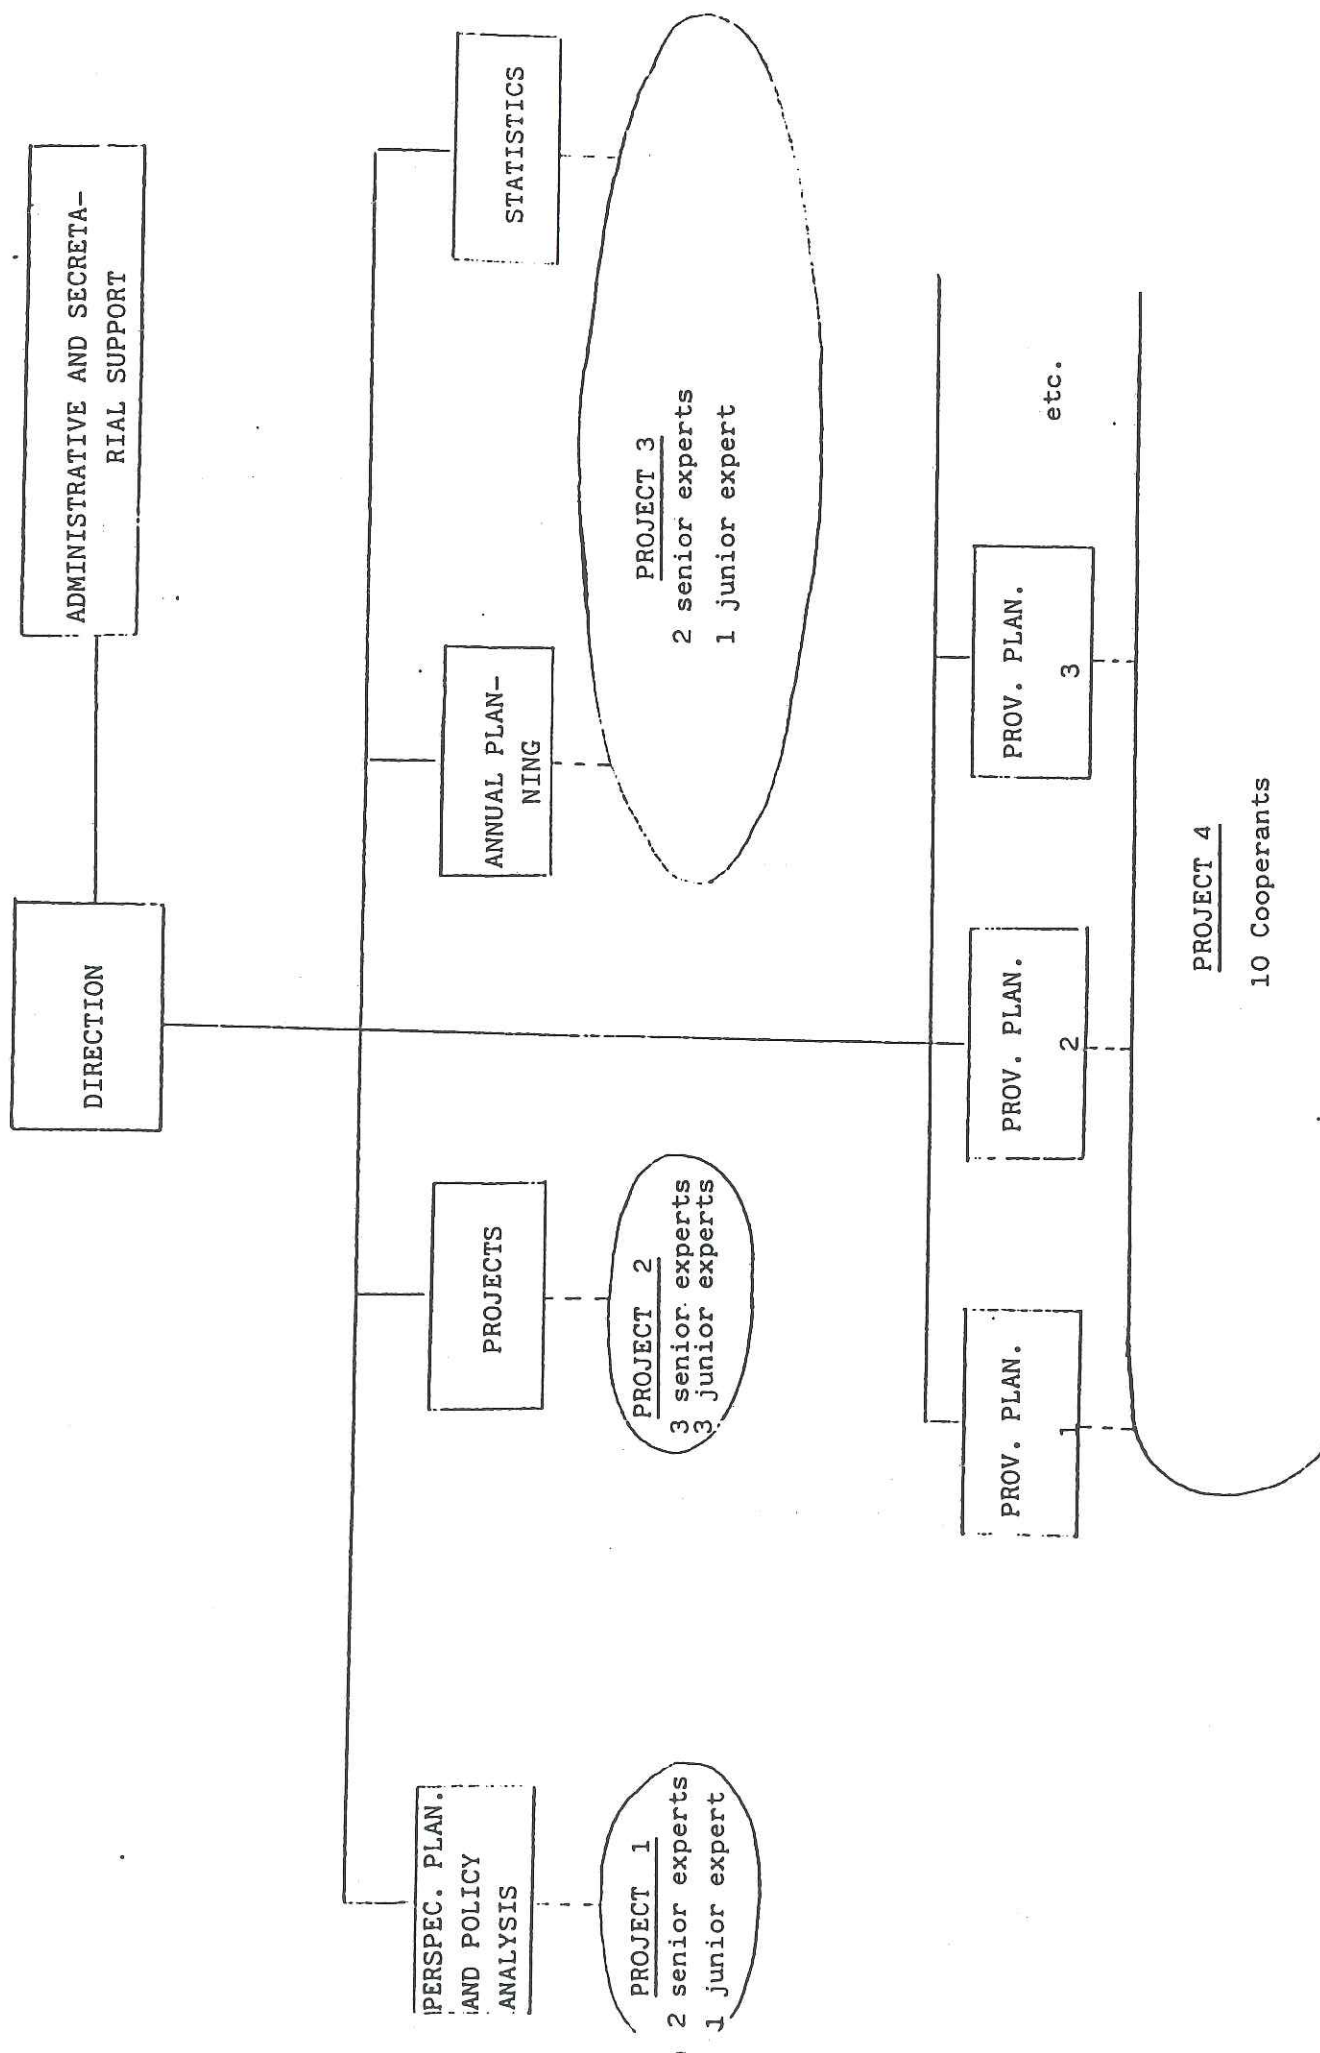 DIRECTION
ADMINISTRATIVE AND SECRETA-
RIAL SUPPORT
PERSPEC. PLAN.
AND POLICY
ANALYSIS
PROJECTS
ANNUAL PLAN-
NING
STATISTICS
PROJECT 1
2 senior experts
1 junior expert
PROJECT 2
3 senior experts
3 junior experts
PROJECT 3
2 senior experts
1 junior expert
PROV. PLAN.
1
PROV. PLAN.
2
PROV. PLAN.
3
etc.
PROJECT 4
10 Cooperants